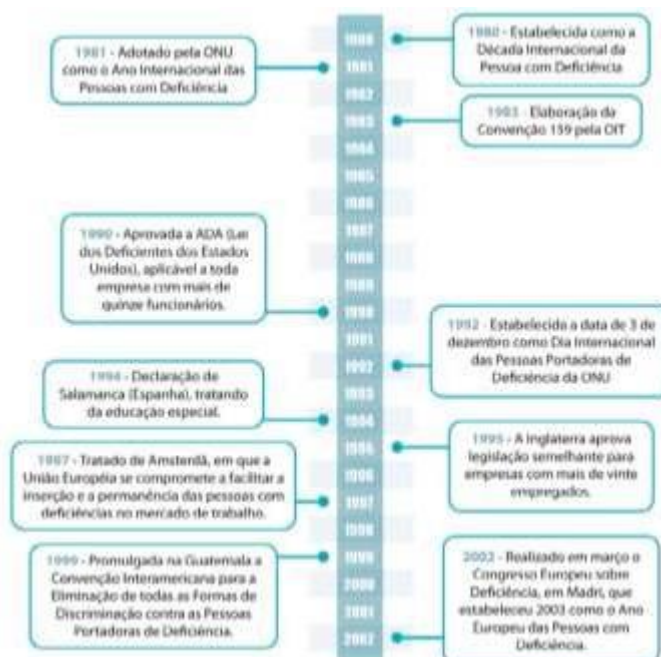 1980 - Estabelecida como a
Década Internacional da
Pessoa com Deficiência
1981 - Adotado pela ONU
como o Ano Internacional das
Pessoas com Deficiência
1983 - Elaboração da
Convenção 159 pela OIT
1990 - Aprovada a ADA (Lei
dos Deficientes dos Estados
Unidos), aplicável a toda
empresa com mais de
quinze funcionários.
1992 - Estabelecido a data de 3 de
dezembro como Dia Internacional
das Pessoas Portadoras de
Deficiência da ONU
1994 - Declaração de
Salamanca (Espanha), tratando
da educação especial.
1995 - A Inglaterra aprova
legislação semelhante para
empresas com mais de vinte
empregados.
1997 - Tratado de Amsterdã, em que a
União Européia se compromete a facilitar a
inserção e a permanência das pessoas com
deficiências no mercado de trabalho.
1999 - Promulgada na Guatemala a
Convenção Interamericana para a
Eliminação de todas as Formas de
Discriminação contra as Pessoas
Portadoras de Deficiência.
2002 - Realizado em março o
Congresso Europeu sobre
Deficiência, em Madri, que
estabeleceu 2003 como o Ano
Europeu das Pessoas com
Deficiência.
1980
1981
1982
1983
1984
1985
1986
1987
1988
1989
1990
1991
1992
1993
1994
1995
1996
1997
1998
1999
2000
2001
2002